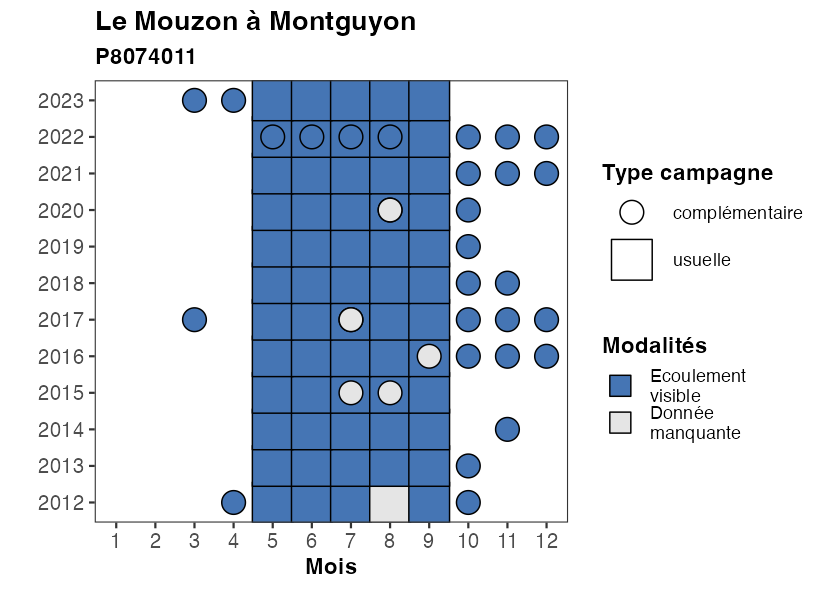 Le Mouzon à Montguyon
P8074011
2023
2022
2021
2020
2019
2018
2017
2016
2015
2014
2013
2012
1 2 3 4 5 6 7 8 9 10 11 12
Mois
Type campagne
complémentaire
usuelle
Modalités
Ecoulement
visible
Donnée
manquante